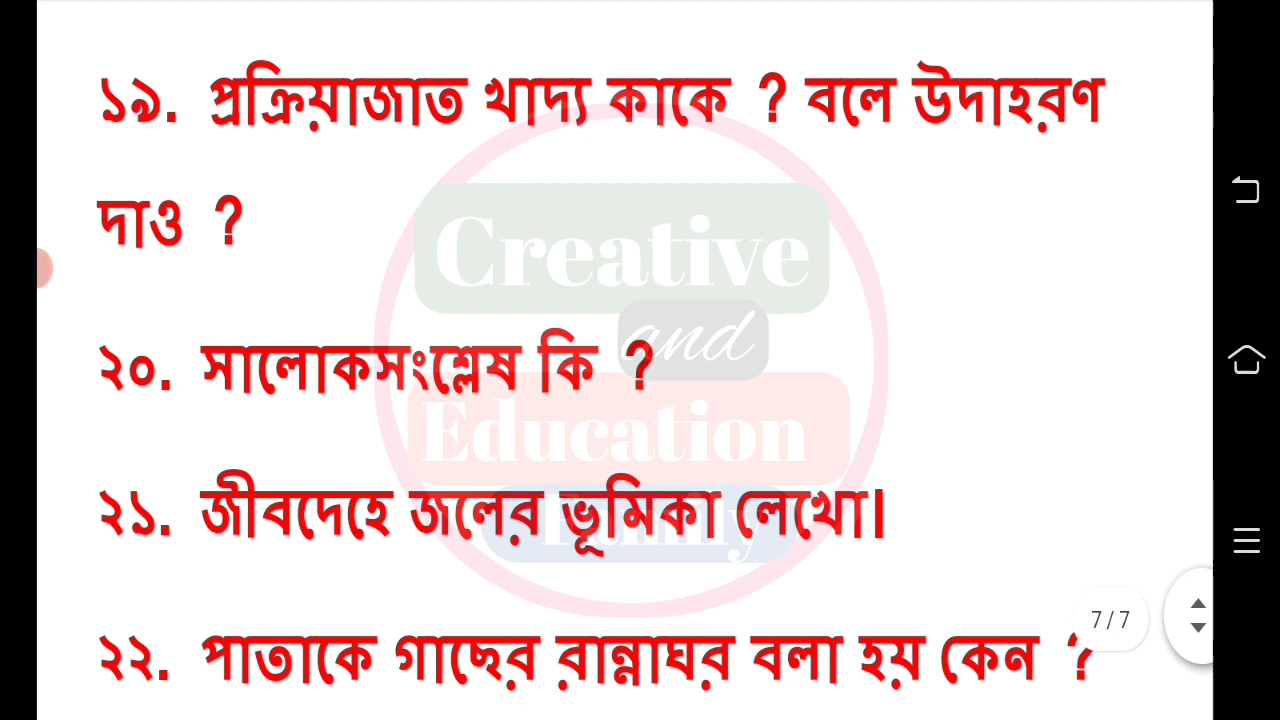 ১৯. প্রক্রিয়াজাত খাদ্য কাকে ? বলে উদাহরণ
দাও ?
Creative
and
২০. সালোকসংশ্লেষ কি ?
Education
২১. জীবদেহে জলের ভূমিকা লেখো।
Family
7/7
২২. পাতাকে গাছের রান্নাঘর বলা হয় কেন ?